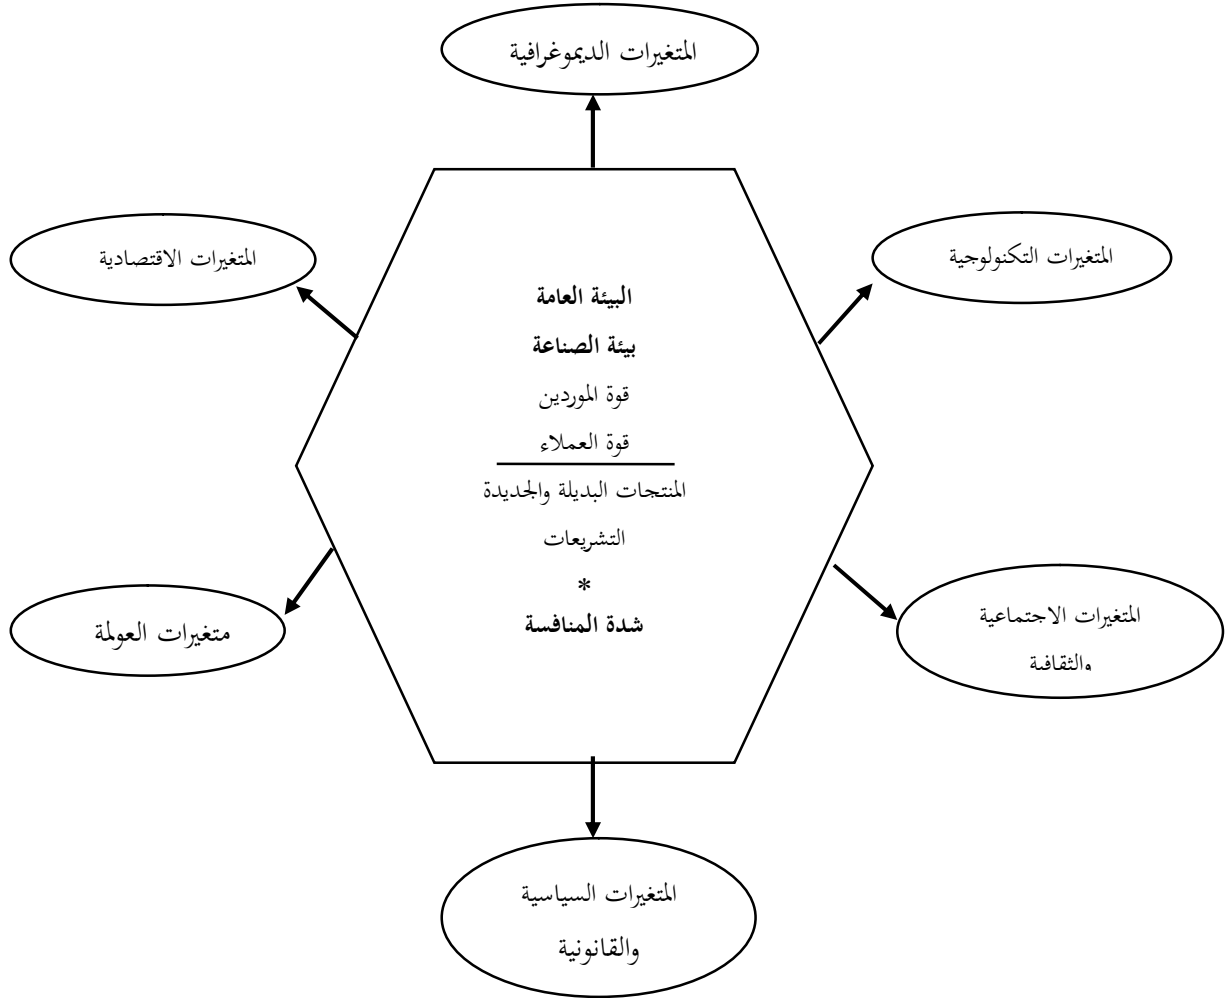 المتغيرات الديموغرافية
المتغيرات التكنولوجية
المتغيرات الاقتصادية
البيئة العامة
بيئة الصناعة
قوة الموردين
قوة العملاء
المنتجات البديلة والجديدة
التشريعات
*
شدة المنافسة
المتغيرات الاجتماعية
والثقافية
متغيرات العولمة
المتغيرات السياسية
والقانونية